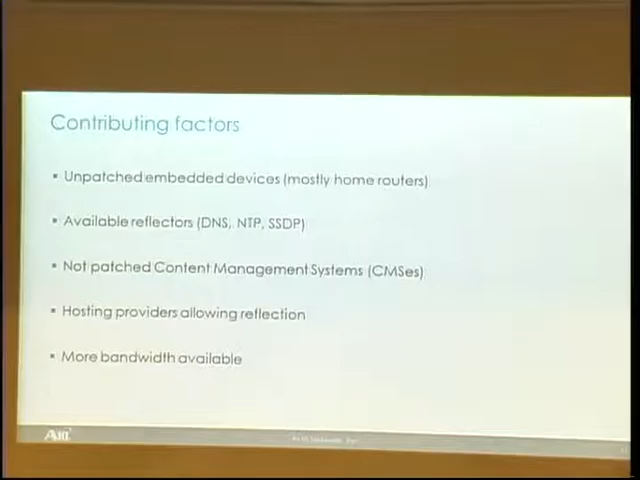 Contributing factors
▪ Unpatched embedded devices (mostly home routers)
▪ Available reflectors (DNS, NTP, SSDP)
▪ Not patched Content Management Systems (CMSes)
▪ Hosting providers allowing reflection
▪ More bandwidth available
A10